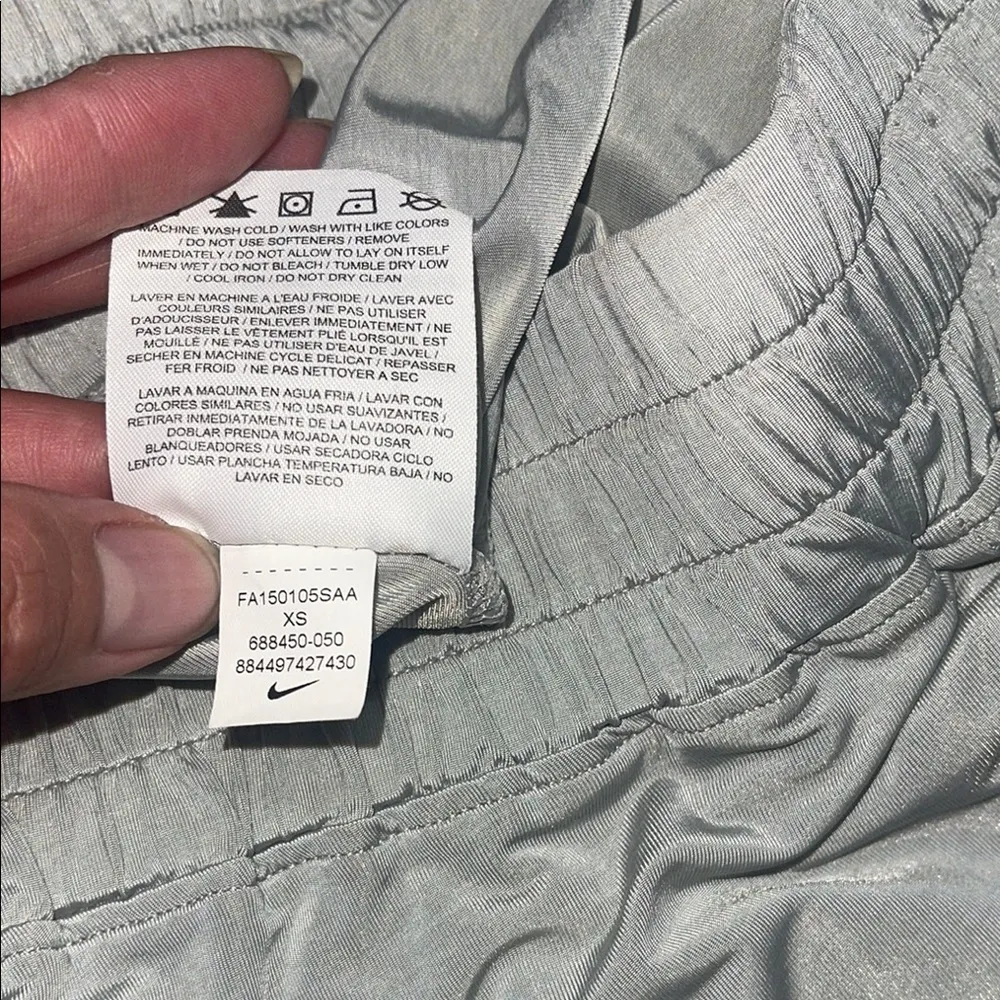 MACHINE WASH COLD / WASH WITH LIKE COLORS
/ DO NOT USE SOFTENERS / REMOVE
IMMEDIATELY / DO NOT ALLOW TO LAY ON ITSELF
WHEN WET / DO NOT BLEACH / TUMBLE DRY LOW
/ COOL IRON / DO NOT DRY CLEAN
LAVER EN MACHINE A L'EAU FROIDE / LAVER AVEC
COULEURS SIMILAIRES / NE PAS UTILISER
D'ADOUCISSEUR / ENLEVER IMMEDIATEMENT / NE
PAS LAISSER LE VÊTEMENT PLIÉ LORSQU'IL EST
MOUILLÉ / NE PAS UTILISER D'EAU DE JAVEL /
SECHER EN MACHINE CYCLE DELICAT / REPASSER
FER FROID / NE PAS NETTOYER A SEC
LAVAR A MAQUINA EN AGUA FRIA / LAVAR CON
COLORES SIMILARES / NO USAR SUAVIZANTES /
RETIRAR INMEDIATAMENTE DE LA LAVADORA / NO
DOBLAR PRENDA MOJADA / NO USAR
BLANQUEADORES / USAR SECADORA CICLO
LENTO / USAR PLANCHA TEMPERATURA BAJA / NO
LAVAR EN SECO
FA150105SAA
XS
688450-050
884497427430